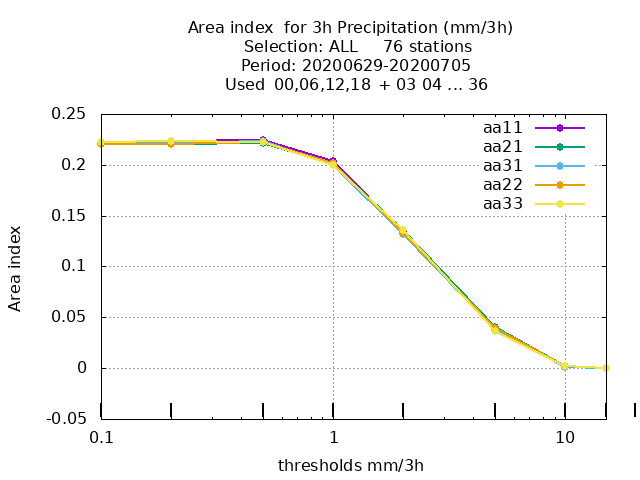 Area index  for 3h Precipitation (mm/3h)
Selection: ALL     76 stations
Period: 20200629-20200705
Used  00,06,12,18 + 03 04 ... 36
0.25
0.2
0.15
0.1
0.05
0
-0.05
Area index
aa11
aa21
aa31
aa22
aa33
0.1
1
10
thresholds mm/3h